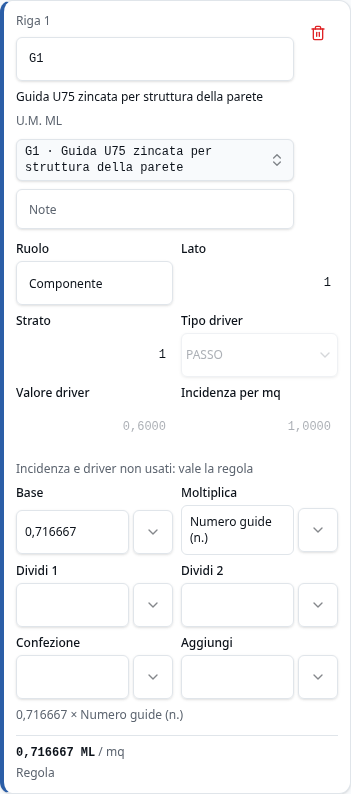 Riga 1
G1
Guida U75 zincata per struttura della parete
U.M. ML
G1 · Guida U75 zincata per
struttura della parete
Note
Ruolo
Lato
Componente
1
Strato
Tipo driver
1
PASSO
Valore driver
Incidenza per mq
0,6000
1,0000
Incidenza e driver non usati: vale la regola
Base
Moltiplica
0,716667
Numero guide
(n.)
Dividi 1
Dividi 2
Confezione
Aggiungi
0,716667 × Numero guide (n.)
0,716667 ML / mq
Regola